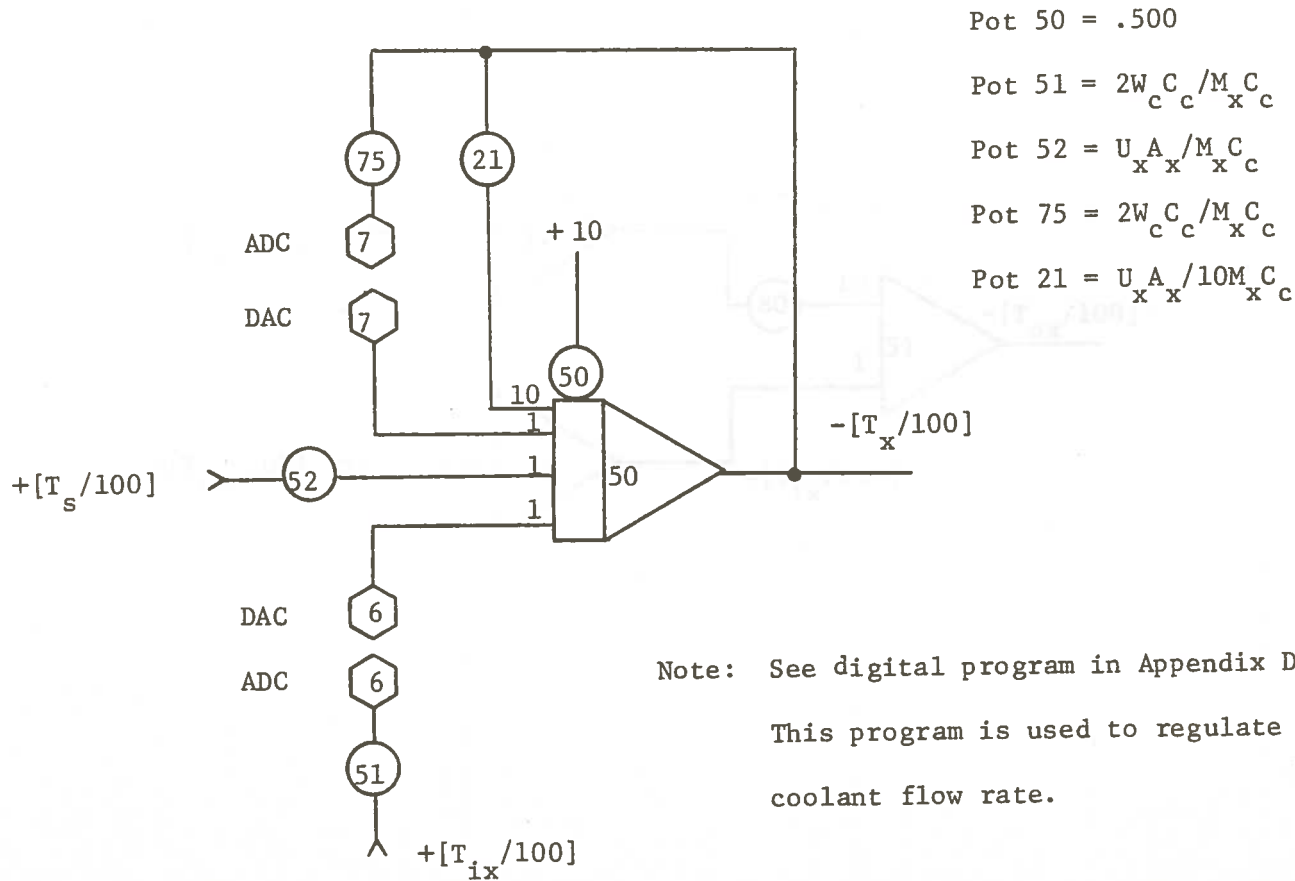 Pot 50 = .500
Pot 51 = 2W_cC_c/M_xC_c
Pot 52 = U_xA_x/M_xC_c
Pot 75 = 2W_cC_c/M_xC_c
Pot 21 = U_xA_x/10M_xC_c
75
21
ADC
7
+10
DAC
7
50
10
1
-[T_x/100]
+[T_s/100]
52
1
50
1
DAC
6
ADC
6
51
+[T_ix/100]
Note: See digital program in Appendix D
This program is used to regulate
coolant flow rate.